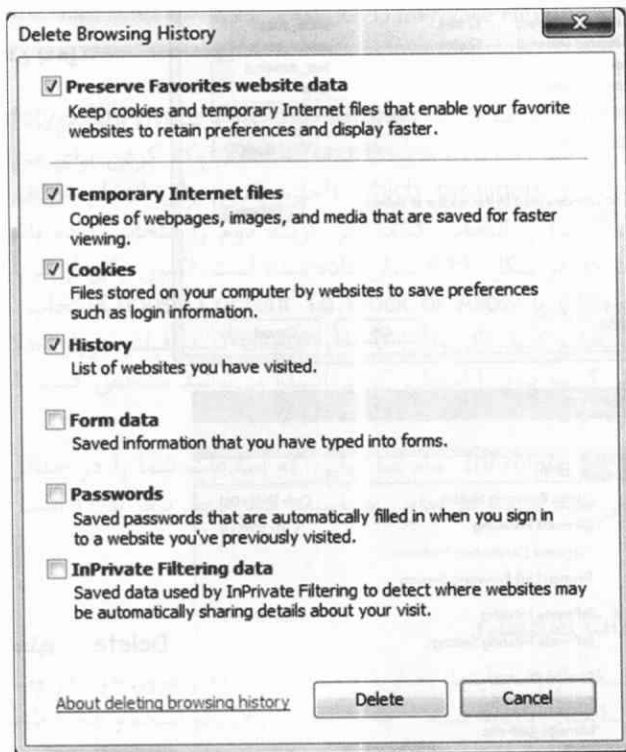 Delete Browsing History
Preserve Favorites website data
Keep cookies and temporary Internet files that enable your favorite
websites to retain preferences and display faster.
Temporary Internet files
Copies of webpages, images, and media that are saved for faster
viewing.
Cookies
Files stored on your computer by websites to save preferences
such as login information.
History
List of websites you have visited.
Form data
Saved information that you have typed into forms.
Passwords
Saved passwords that are automatically filled in when you sign in
to a website you've previously visited.
InPrivate Filtering data
Saved data used by InPrivate Filtering to detect where websites may
be automatically sharing details about your visit.
Delete
About deleting browsing history
Delete
Cancel